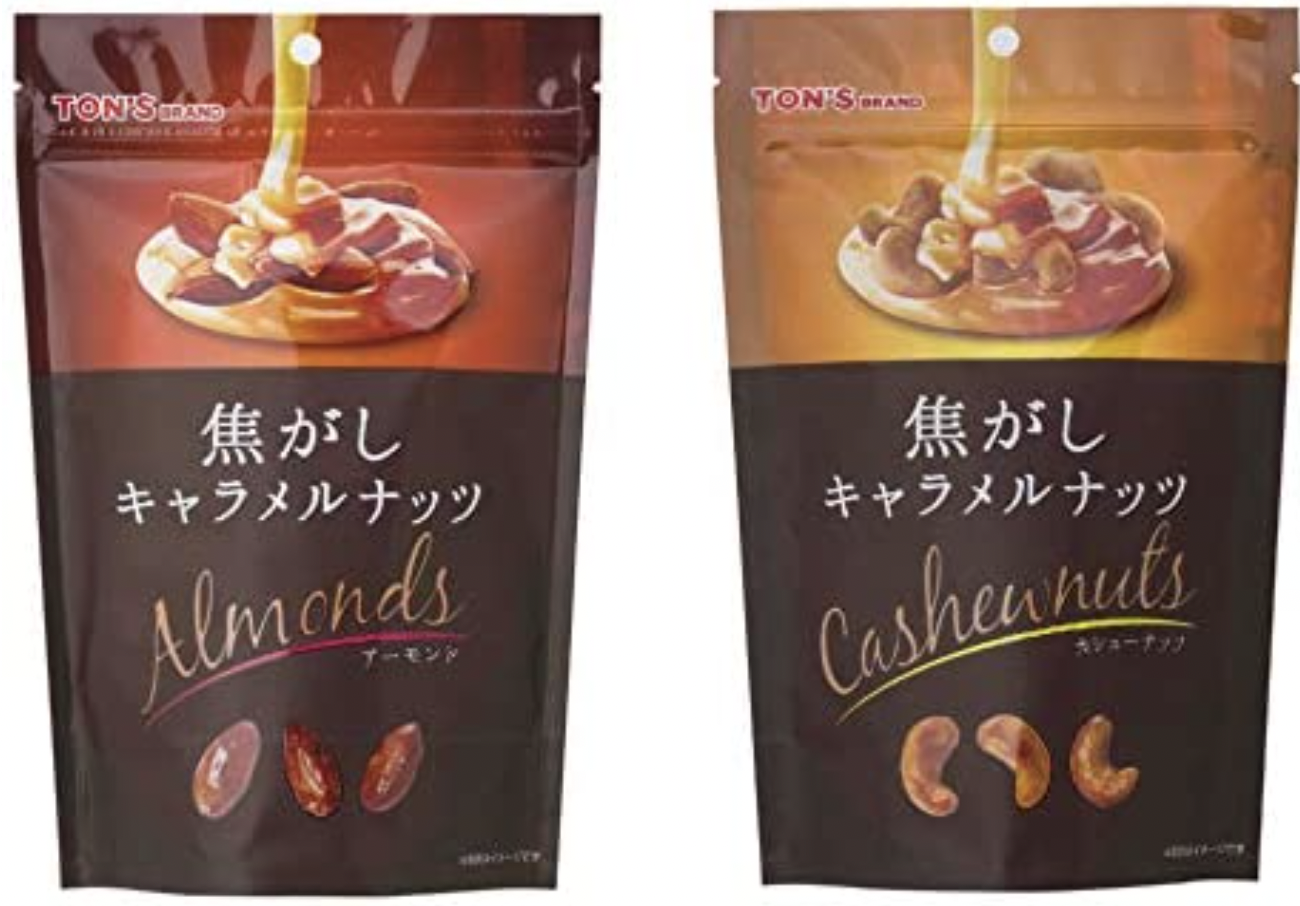 TON'S BRAND
焦がし
キャラメルナッツ
Almonds
アーモンド
TON'S BRAND
焦がし
キャラメルナッツ
Cashewnuts
カシューナッツ